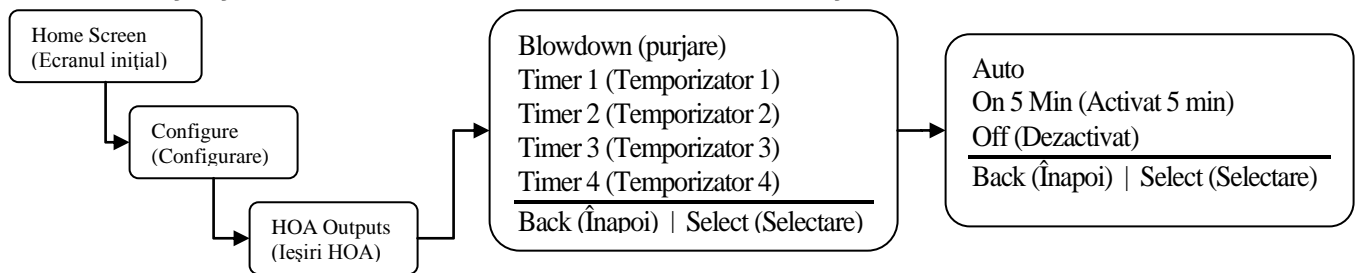 Home Screen
(Ecranul inițial)
Configure
(Configurare)
HOA Outputs
(Ieșiri HOA)
Blowdown (purjare)
Timer 1 (Temporizator 1)
Timer 2 (Temporizator 2)
Timer 3 (Temporizator 3)
Timer 4 (Temporizator 4)
Back (Înapoi) | Select (Selectare)
Auto
On 5 Min (Activat 5 min)
Off (Dezactivat)
Back (Înapoi) | Select (Selectare)